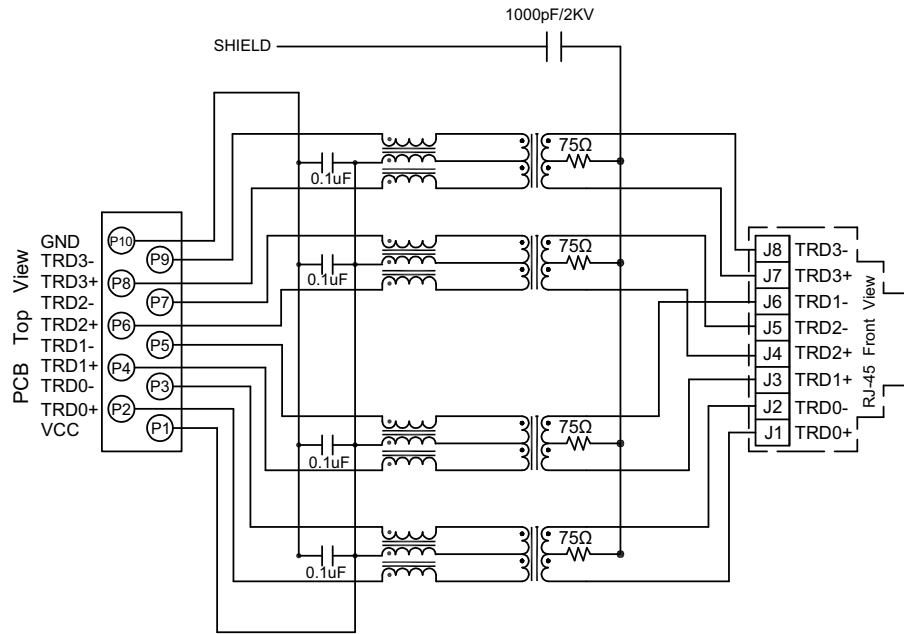 1000pF/2KV
SHIELD
75Ω
0.1uF
75Ω
0.1uF
75Ω
0.1uF
75Ω
0.1uF
PCB Top View
GND
TRD3-
TRD3+
TRD2-
TRD2+
TRD1-
TRD1+
TRD0-
TRD0+
VCC
P10
P9
P8
P7
P6
P5
P4
P3
P2
P1
J8 TRD3-
J7 TRD3+
J6 TRD1-
J5 TRD2-
J4 TRD2+
J3 TRD1+
J2 TRD0-
J1 TRD0+
RJ-45 Front View